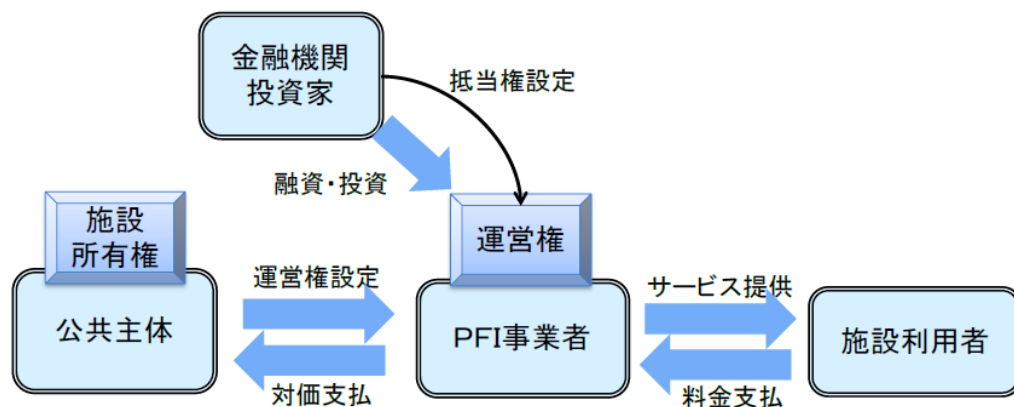 金融機関
投資家
抵当権設定
融資・投資
施設
所有権
運営権
運営権設定
サービス提供
公共主体
PFI事業者
施設利用者
対価支払
料金支払